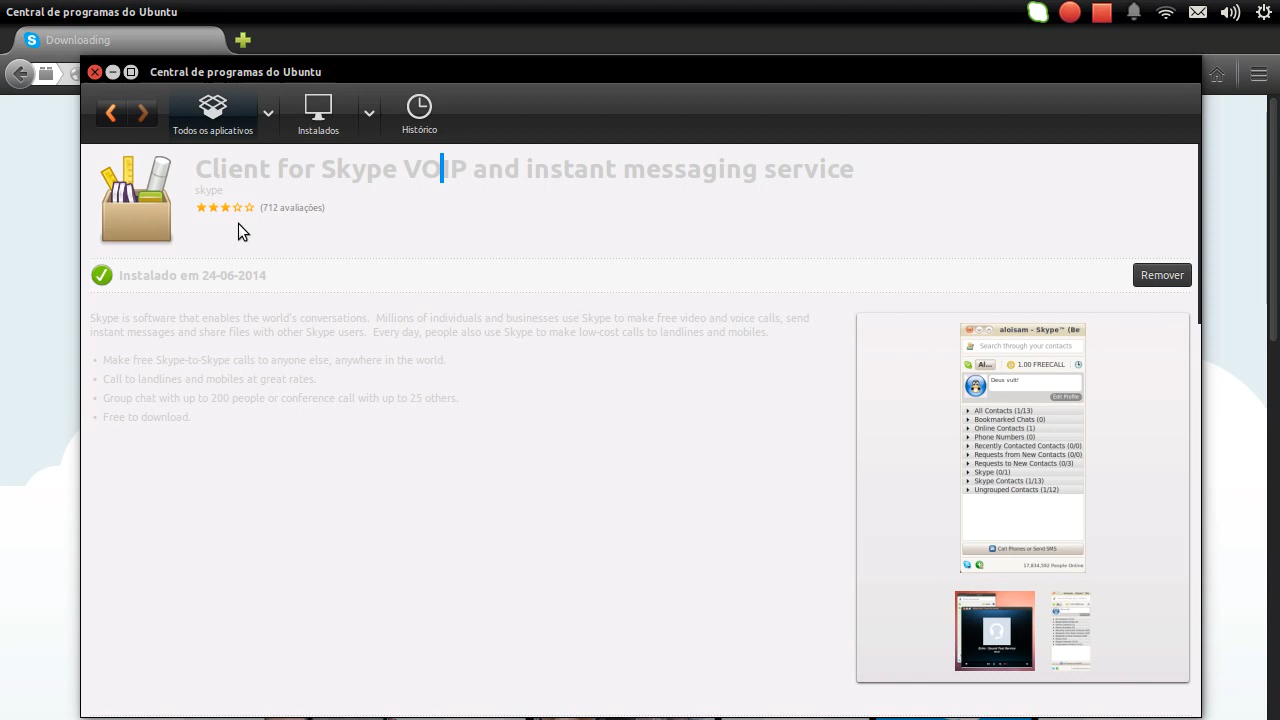 Central de programas do Ubuntu
Downloading
Central de programas do Ubuntu
Todos os aplicativos
Instalados
Histórico
Client for Skype VOIP and instant messaging service
skype
(712 avaliações)
Instalado em 24-06-2014
Remover
Skype is software that enables the world's conversations. Millions of individuals and businesses use Skype to make free video and voice calls, send
instant messages and share files with other Skype users. Every day, people also use Skype to make low-cost calls to landlines and mobiles.
• Make free Skype-to-Skype calls to anyone else, anywhere in the world.
• Call to landlines and mobiles at great rates.
• Group chat with up to 200 people or conference call with up to 25 others.
• Free to download.
aloisam - Skype™ (Be
Search through your contacts
Al...
1.00 FREECALL
Deus vult!
Edit Profile
All Contacts (1/13)
Bookmarked Chats (0)
Online Contacts (1)
Phone Numbers (0)
Recently Contacted Contacts (0/0)
Requests from New Contacts (0/0)
Requests to New Contacts (0/3)
Skype (0/1)
Skype Contacts (1/13)
Ungrouped Contacts (1/12)
Call Phones or Send SMS
17,834,592 People Online